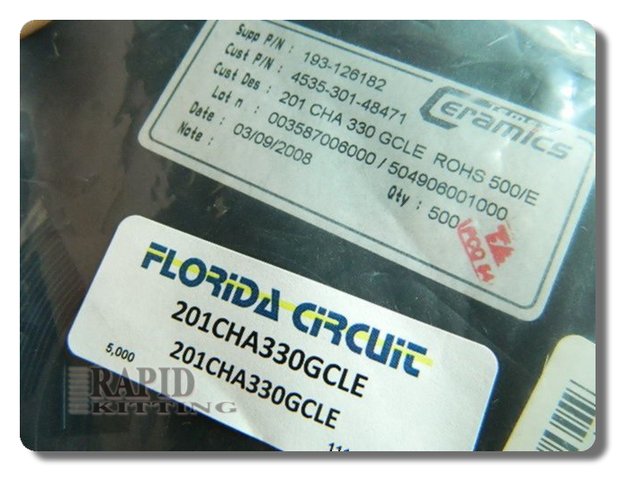 Supp P/N : 193-126182
Cust P/N : 4535-301-48471
Cust Des : 201 CHA 330 GCLE ROHS 500/E
Lot n : 003587006000 / 504906001000
Date : 03/09/2008
Qty : 500
Note :
Ceramics
FLORIDA CIRCUIT
201CHA330GCLE
201CHA330GCLE
5,000
RAPID
KITTING